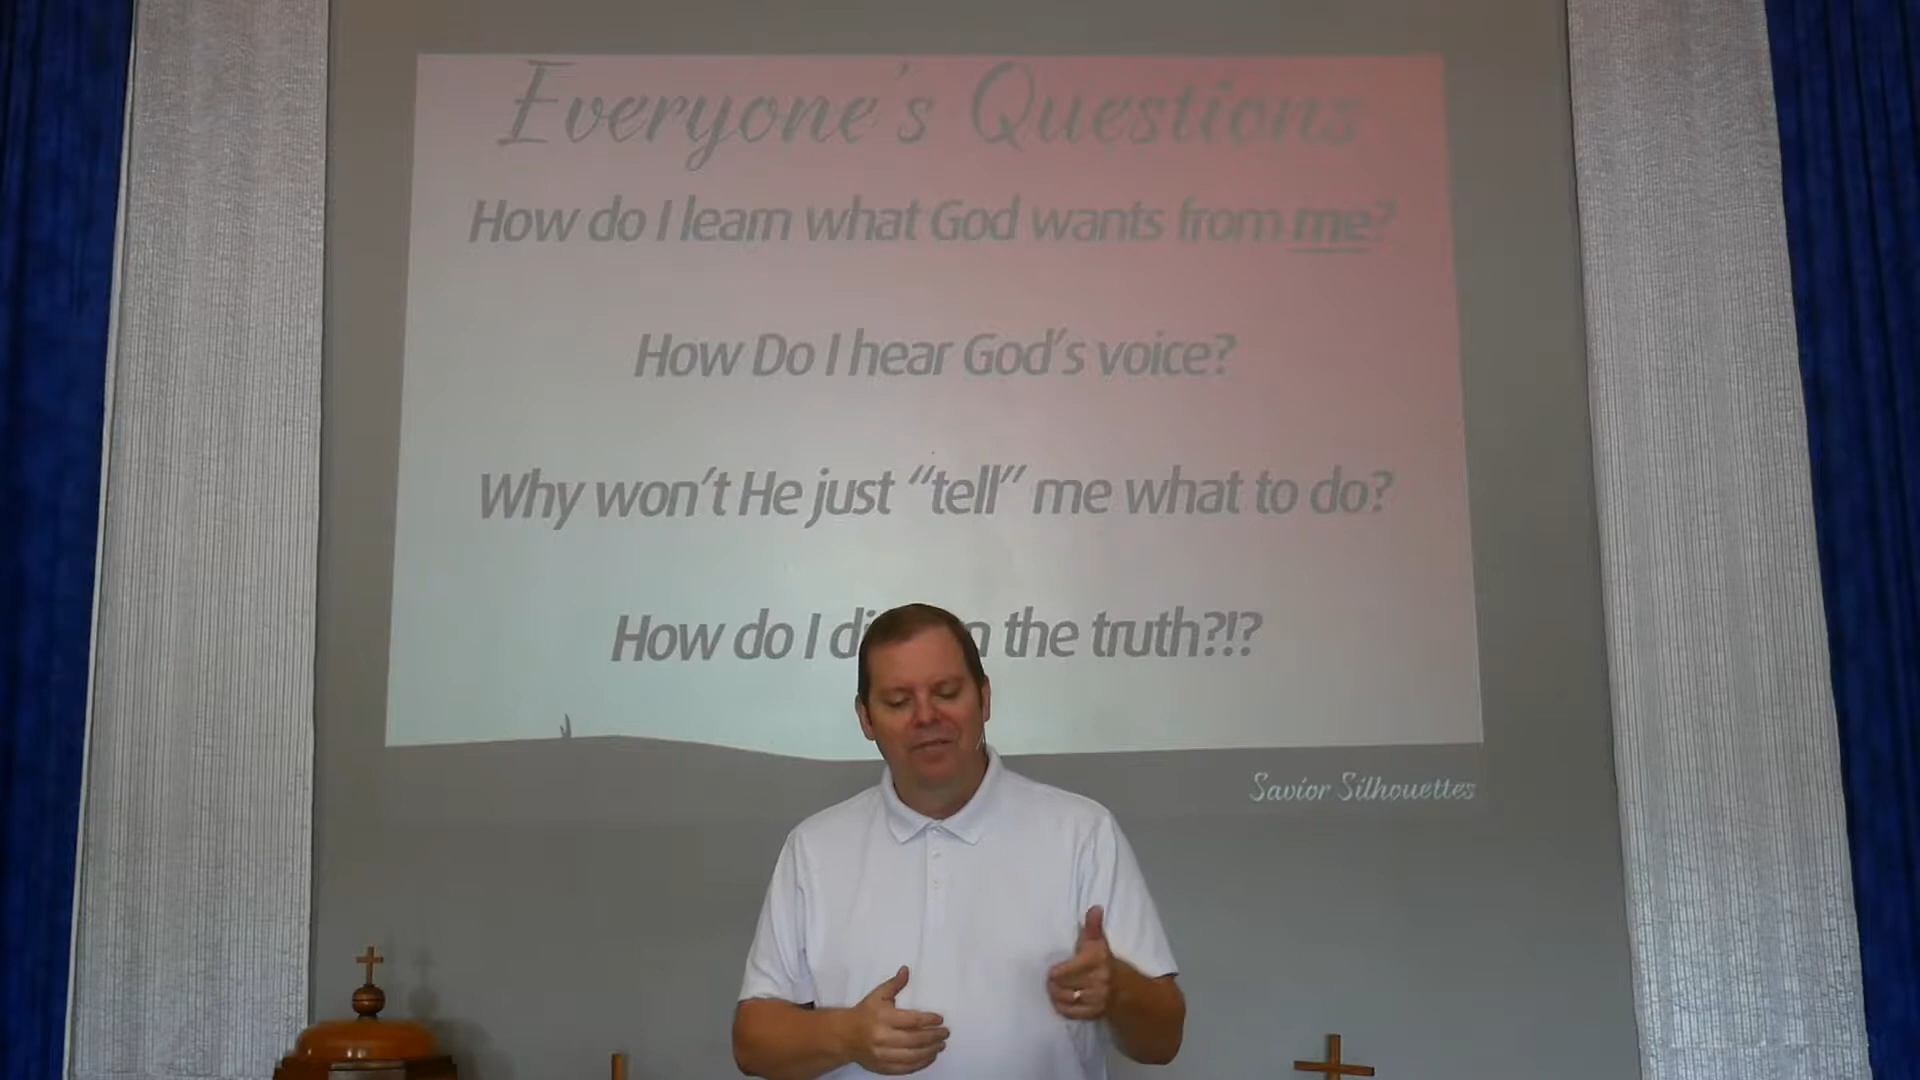 Everyone's Questions
How do I learn what God wants from me?
How Do I hear God's voice?
Why won't He just "tell" me what to do?
How do I the truth?!?
Savior Silhouettes